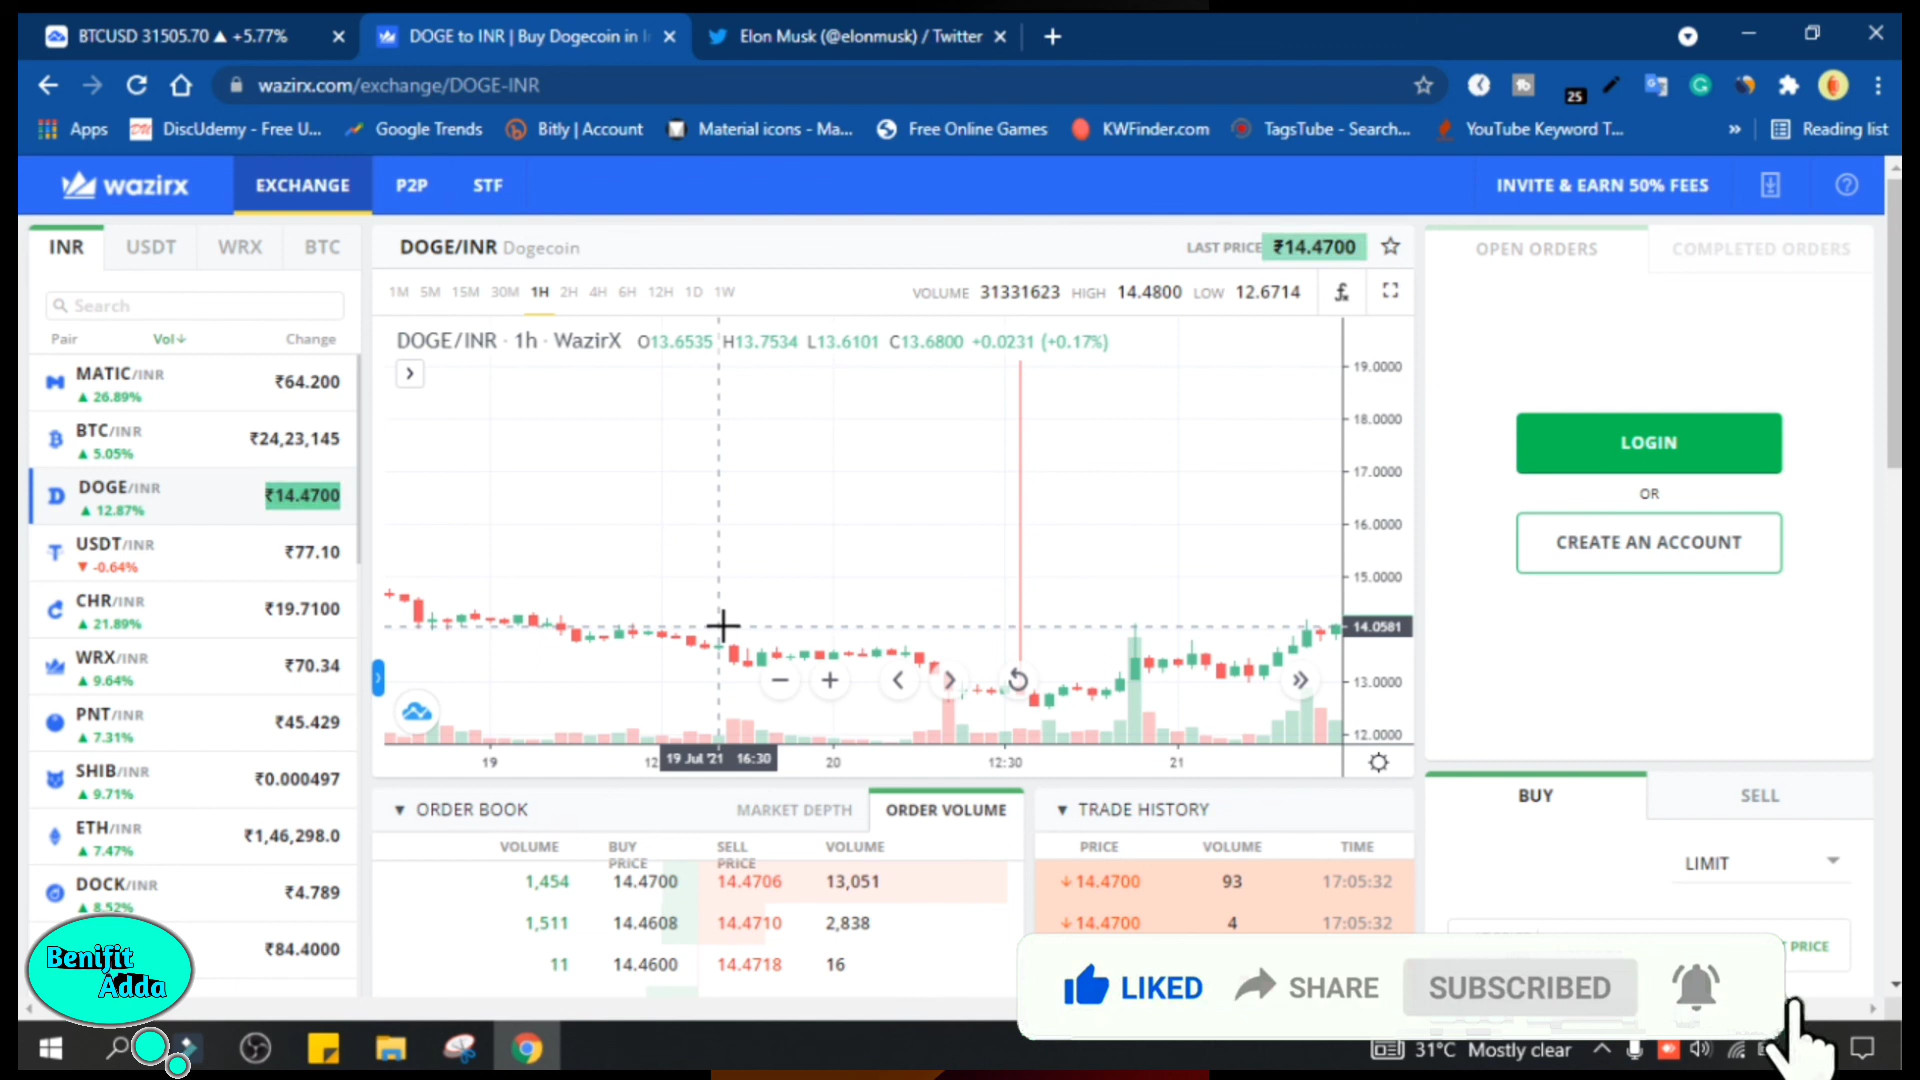 BTCUSD 31505.70 ▲ +5.77%
DOGE to INR | Buy Dogecoin in I
Elon Musk (@elonmusk) / Twitter
wazirx.com/exchange/DOGE-INR
25
Apps
DiscUdemy - Free U...
Google Trends
Bitly | Account
Material icons - Ma...
Free Online Games
KWFinder.com
TagsTube - Search...
YouTube Keyword T...
Reading list
wazirx
EXCHANGE
P2P
STF
INVITE & EARN 50% FEES
INR USDT WRX BTC
Search
Pair Vol↓ Change
MATIC/INR ₹64.200
▲ 26.89%
BTC/INR ₹24,23,145
▲ 5.05%
DOGE/INR ₹14.4700
▲ 12.87%
USDT/INR ₹77.10
▼ -0.64%
CHR/INR ₹19.7100
▲ 21.89%
WRX/INR ₹70.34
▲ 9.64%
PNT/INR ₹45.429
▲ 7.31%
SHIB/INR ₹0.000497
▲ 9.71%
ETH/INR ₹1,46,298.0
▲ 7.47%
DOCK/INR ₹4.789
▲ 8.52%
₹84.4000
Benifit
Adda
DOGE/INR Dogecoin
LAST PRICE ₹14.4700
1M 5M 15M 30M 1H 2H 4H 6H 12H 1D 1W
VOLUME 31331623 HIGH 14.4800 LOW 12.6714
DOGE/INR · 1h · WazirX O13.6535 H13.7534 L13.6101 C13.6800 +0.0231 (+0.17%)
19.0000
18.0000
17.0000
16.0000
15.0000
14.0581
13.0000
12.0000
19 12 19 Jul '21 16:30 20 12:30 21
ORDER BOOK
MARKET DEPTH
ORDER VOLUME
VOLUME BUY PRICE SELL PRICE VOLUME
1,454 14.4700 14.4706 13,051
1,511 14.4608 14.4710 2,838
11 14.4600 14.4718 16
TRADE HISTORY
PRICE VOLUME TIME
↓14.4700 93 17:05:32
↓14.4700 4 17:05:32
OPEN ORDERS
COMPLETED ORDERS
LOGIN
OR
CREATE AN ACCOUNT
BUY
SELL
LIMIT
PRICE
LIKED
SHARE
SUBSCRIBED
31°C Mostly clear